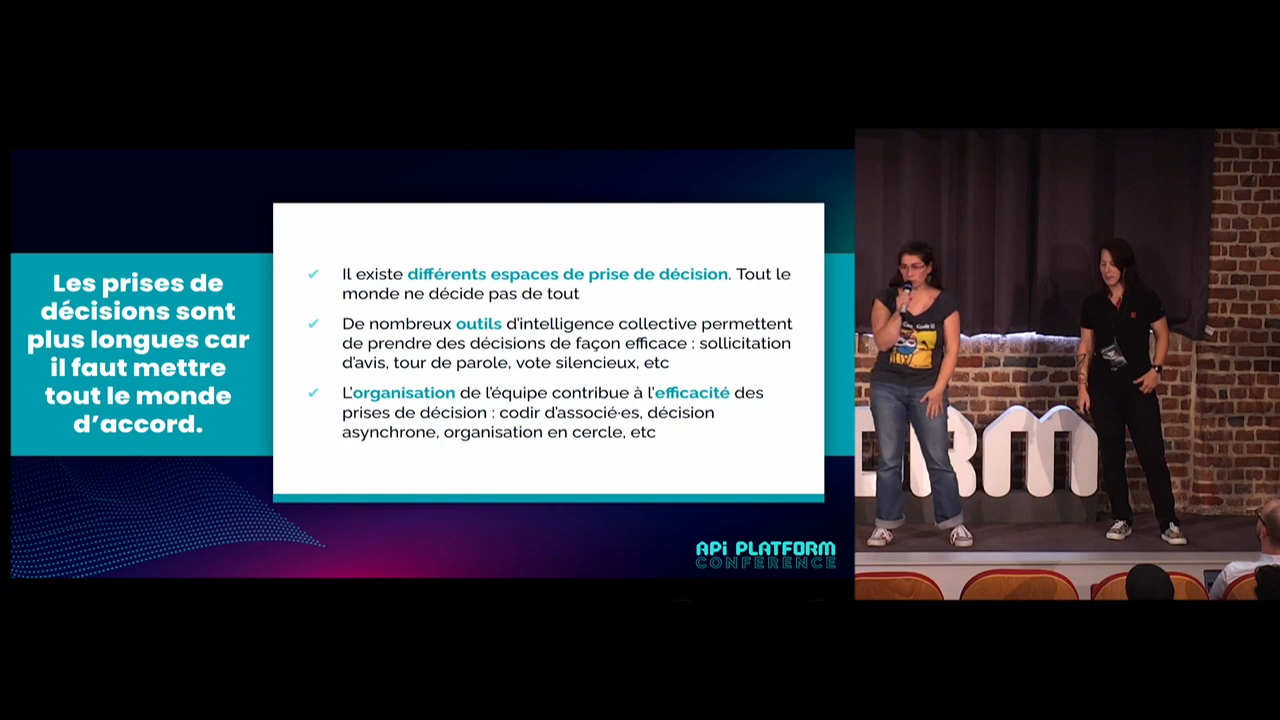 Les prises de
décisions sont
plus longues car
il faut mettre
tout le monde
d’accord.
✔ Il existe différents espaces de prise de décision. Tout le
monde ne décide pas de tout
✔ De nombreux outils d’intelligence collective permettent
de prendre des décisions de façon efficace : sollicitation
d’avis, tour de parole, vote silencieux, etc
✔ L’organisation de l’équipe contribue à l’efficacité des
prises de décision : codir d’associé·es, décision
asynchrone, organisation en cercle, etc
API PLATFORM
CONFERENCE